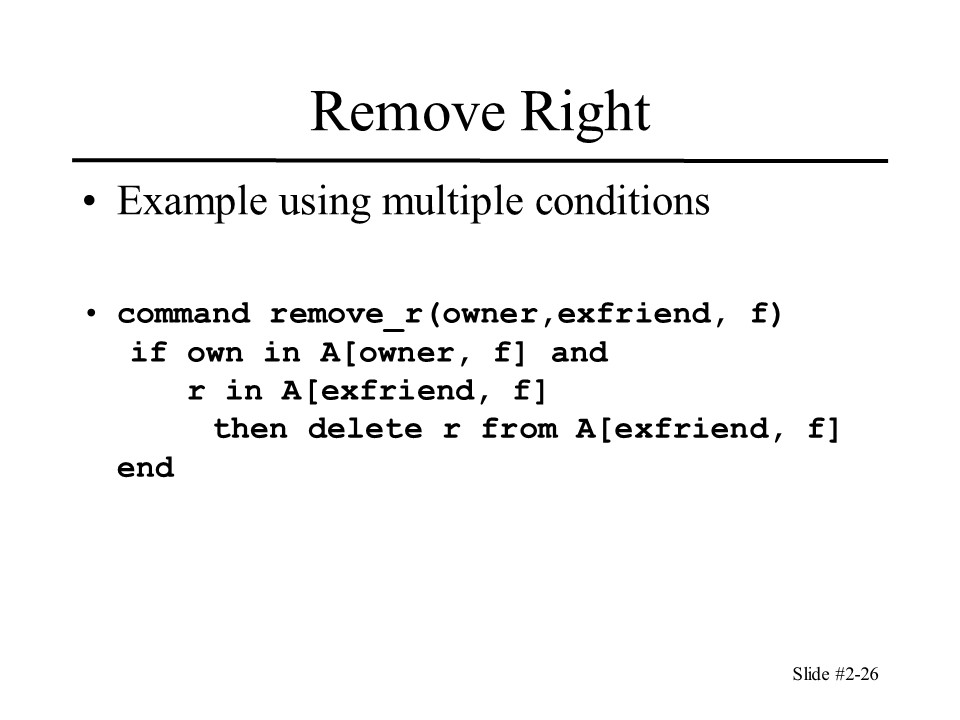 Remove Right
• Example using multiple conditions
• command remove_r(owner,exfriend, f)
if own in A[owner, f] and
r in A[exfriend, f]
then delete r from A[exfriend, f]
end
Slide #2-26